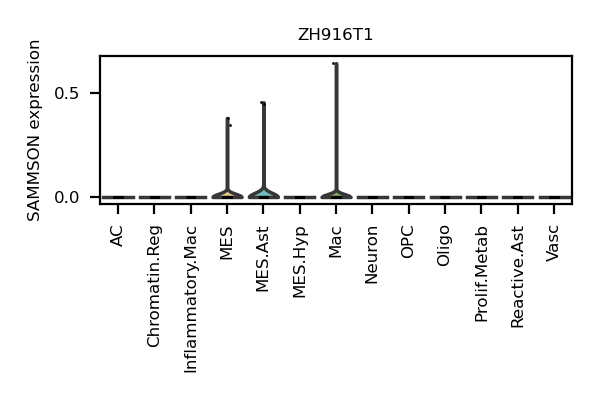 ZH916T1
SAMMSON expression
0.5
0.0
AC
Chromatin.Reg
Inflammatory.Mac
MES
MES.Ast
MES.Hyp
Mac
Neuron
OPC
Oligo
Prolif.Metab
Reactive.Ast
Vasc